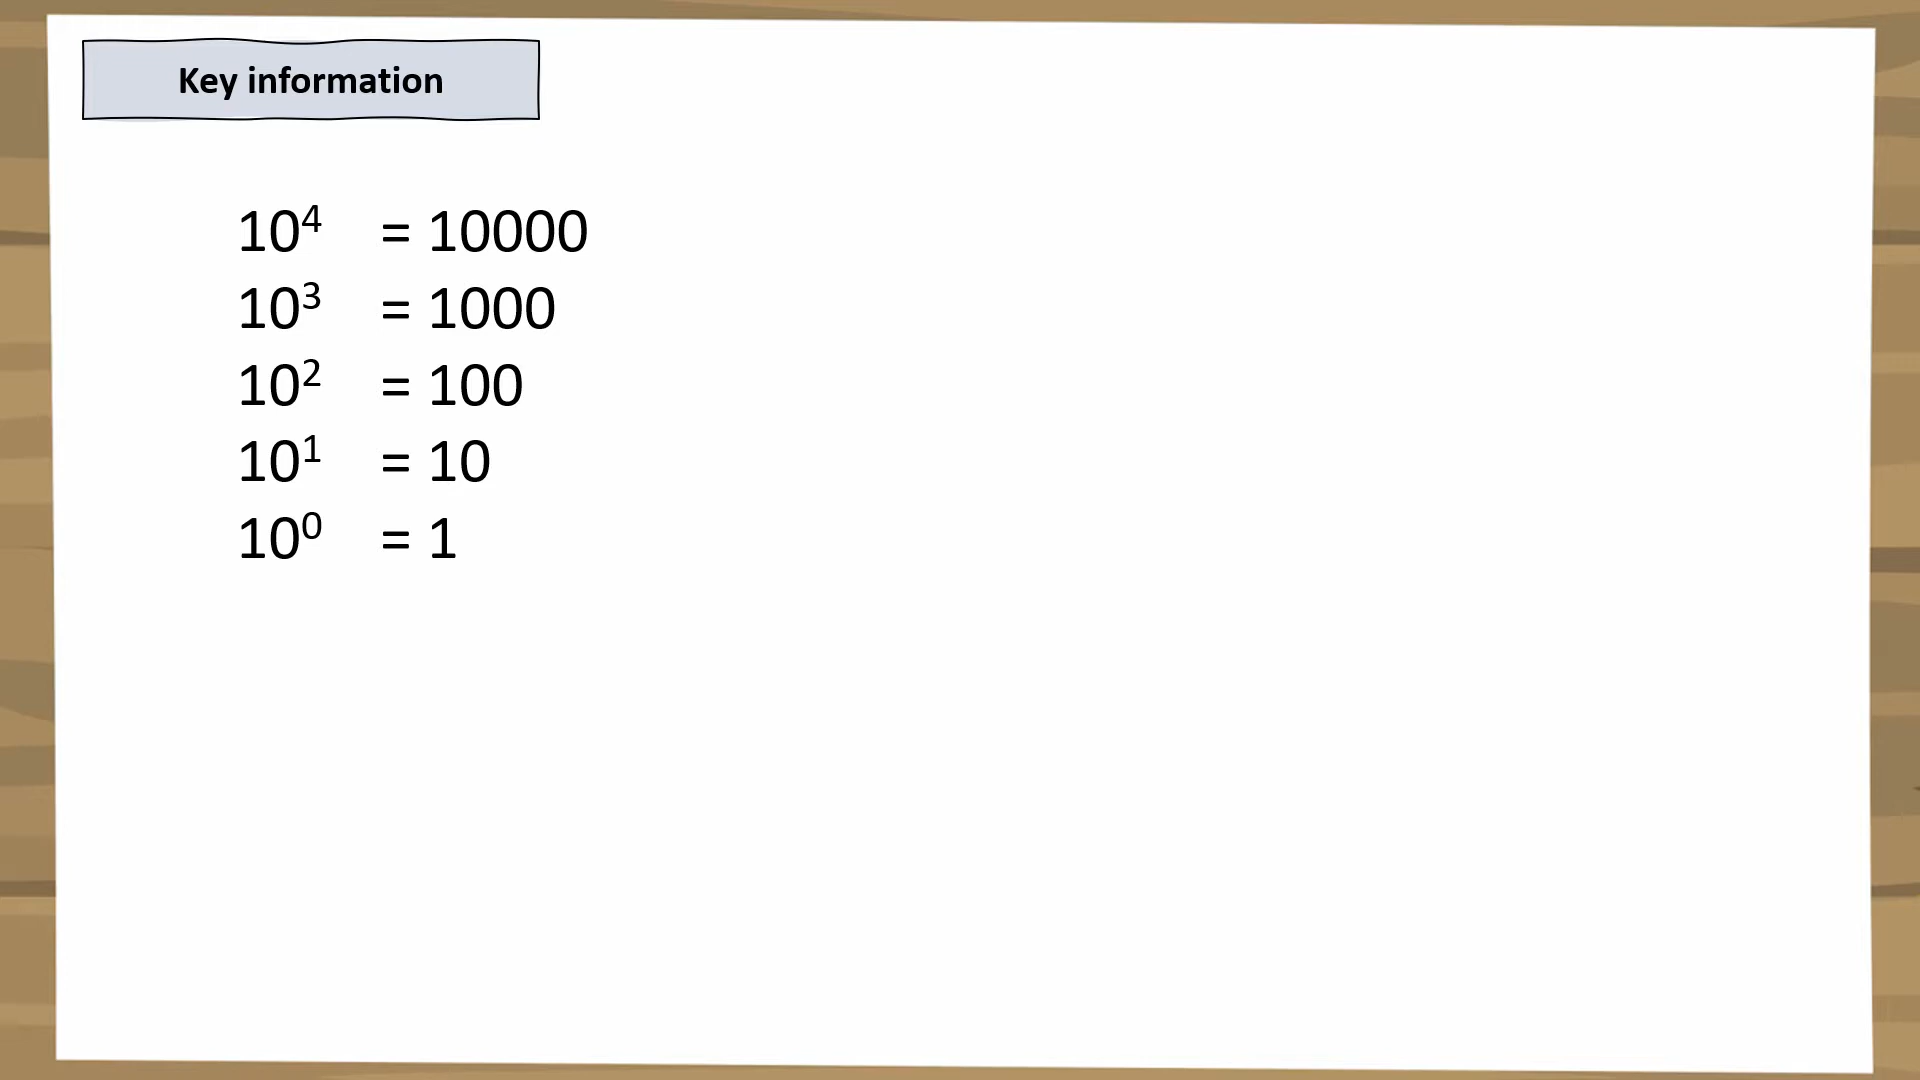 Key information
10⁴ = 10000
10³ = 1000
10² = 100
10¹ = 10
10⁰ = 1